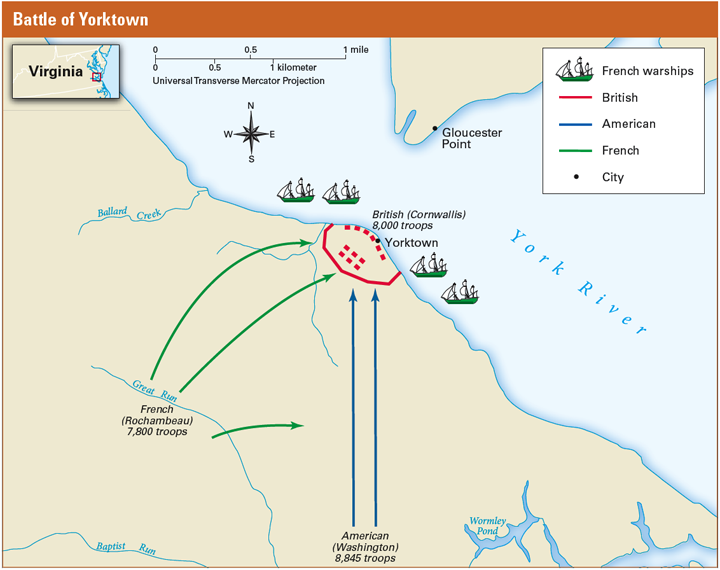 Battle of Yorktown
Virginia
0 0.5 1 mile
0 0.5 1 kilometer
Universal Transverse Mercator Projection
N
W E
S
French warships
British
American
French
City
Gloucester
Point
Ballard Creek
British (Cornwallis)
8,000 troops
Yorktown
York River
Great Run
French
(Rochambeau)
7,800 troops
American
(Washington)
8,845 troops
Wormley
Pond
Baptist Run